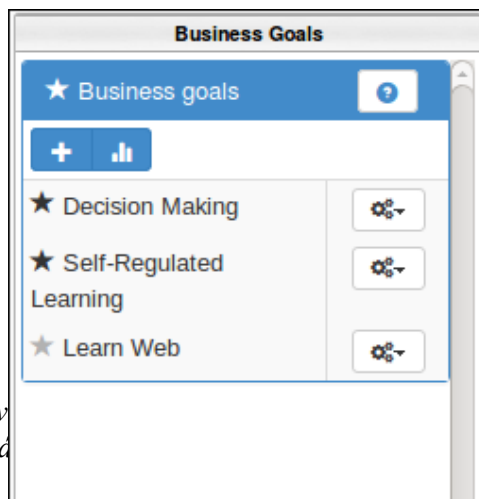 Business Goals
Business goals
Decision Making
Self-Regulated
Learning
Learn Web